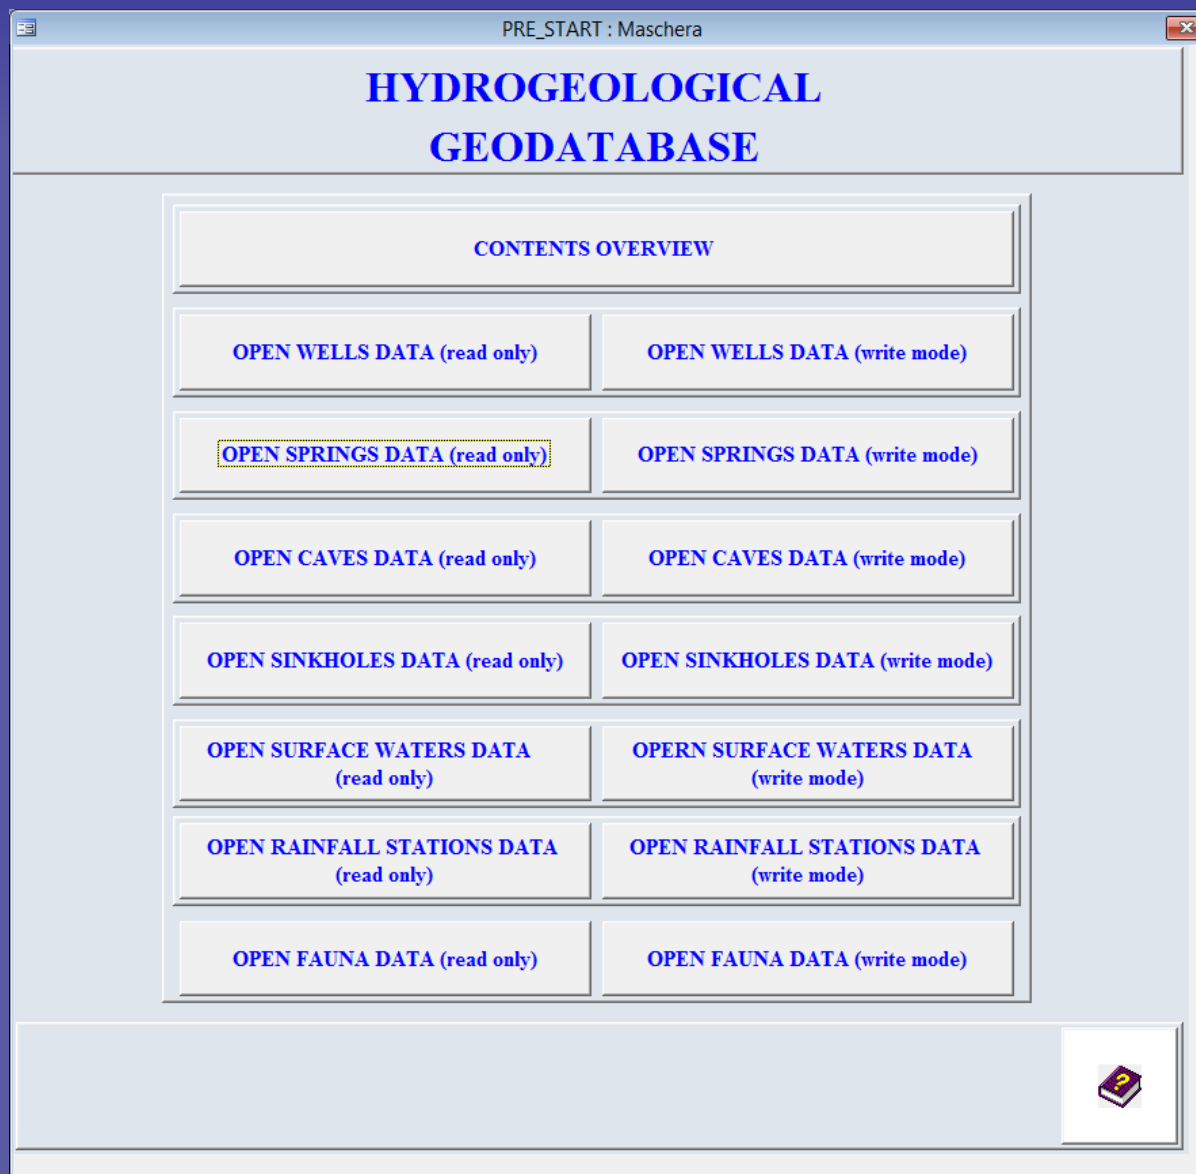 PRE_START : Maschera
HYDROGEOLOGICAL
GEODATABASE
CONTENTS OVERVIEW
OPEN WELLS DATA (read only)
OPEN WELLS DATA (write mode)
OPEN SPRINGS DATA (read only)
OPEN SPRINGS DATA (write mode)
OPEN CAVES DATA (read only)
OPEN CAVES DATA (write mode)
OPEN SINKHOLES DATA (read only)
OPEN SINKHOLES DATA (write mode)
OPEN SURFACE WATERS DATA
(read only)
OPERN SURFACE WATERS DATA
(write mode)
OPEN RAINFALL STATIONS DATA
(read only)
OPEN RAINFALL STATIONS DATA
(write mode)
OPEN FAUNA DATA (read only)
OPEN FAUNA DATA (write mode)
?